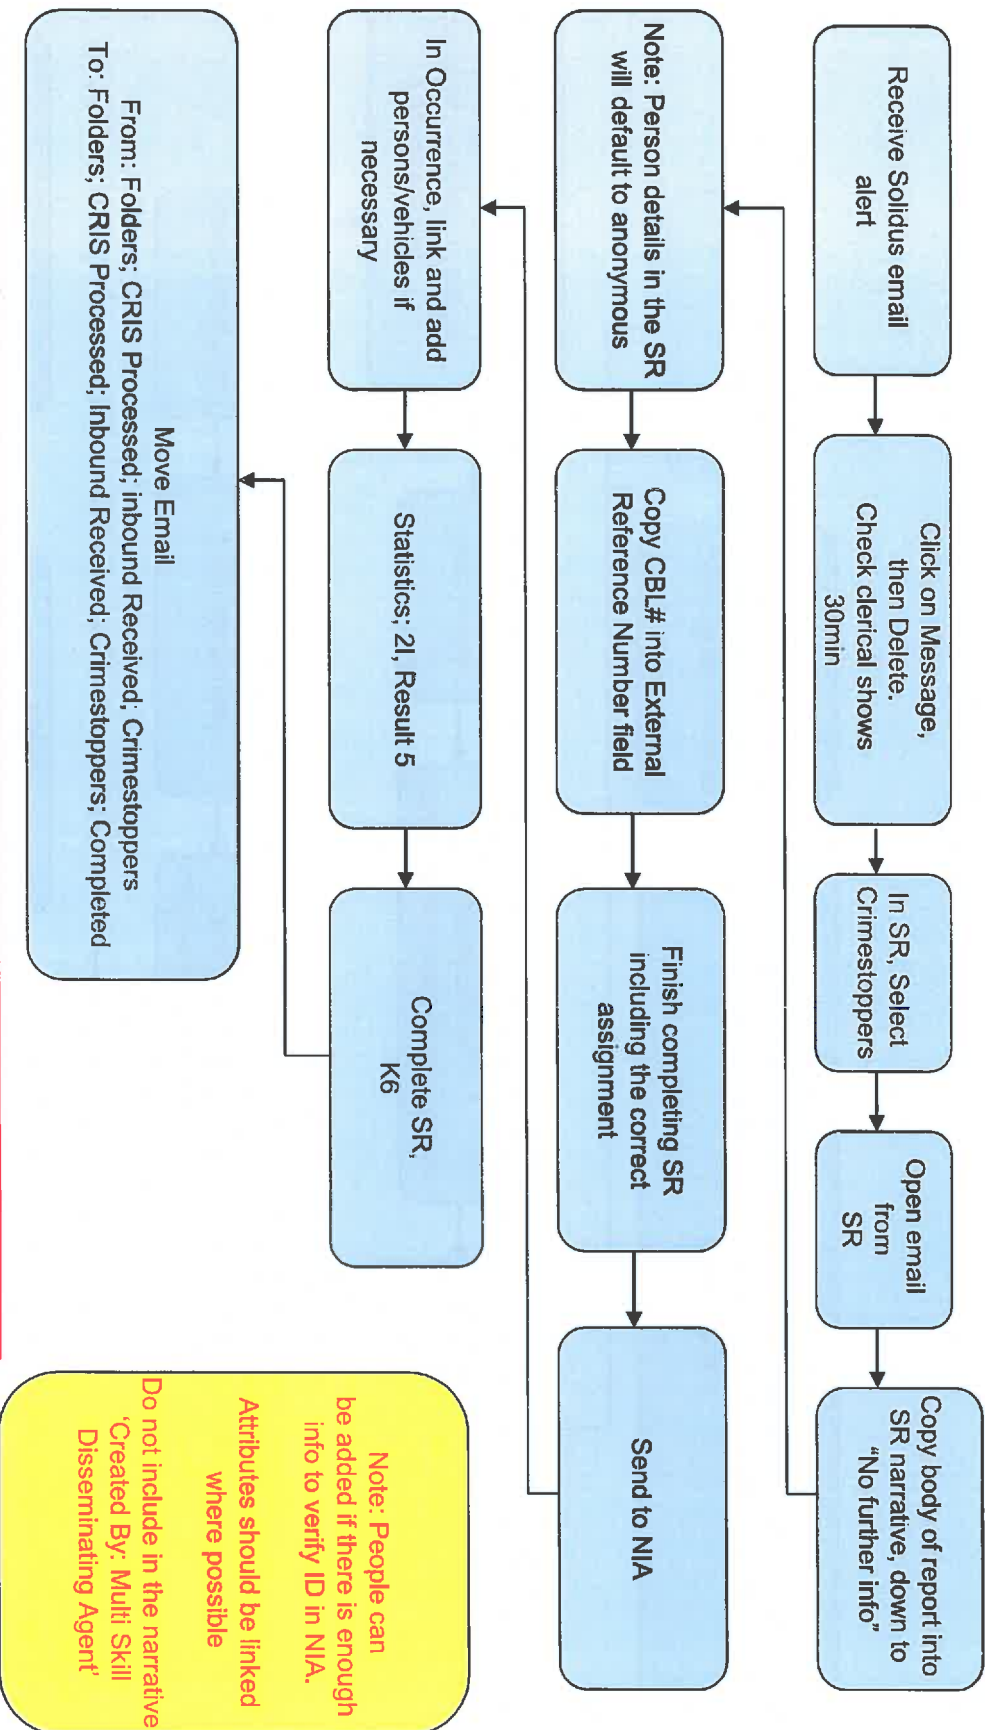 Receive Solidus email
alert
Click on Message,
then Delete.
Check clerical shows
30min
In SR, Select
Crimestoppers
Open email
from
SR
Copy body of report into
SR narrative, down to
“No further info”
Note: Person details in the SR
will default to anonymous
Copy CBL# into External
Reference Number field
Finish completing SR
including the correct
assignment
Send to NIA
In Occurrence, link and add
persons/vehicles if
necessary
Statistics; 2I, Result 5
Complete SR,
K6
Move Email
From: Folders; CRIS Processed; inbound Received; Crimestoppers
To: Folders; CRIS Processed; Inbound Received; Crimestoppers; Completed
Note: People can
be added if there is enough
info to verify ID in NIA.
Attributes should be linked
where possible
Do not include in the narrative
‘Created By: Multi Skill
Disseminating Agent’